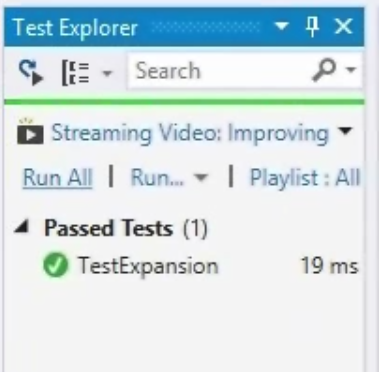 Test Explorer
Search
Streaming Video: Improving
Run All | Run... | Playlist : All
Passed Tests (1)
TestExpansion 19 ms